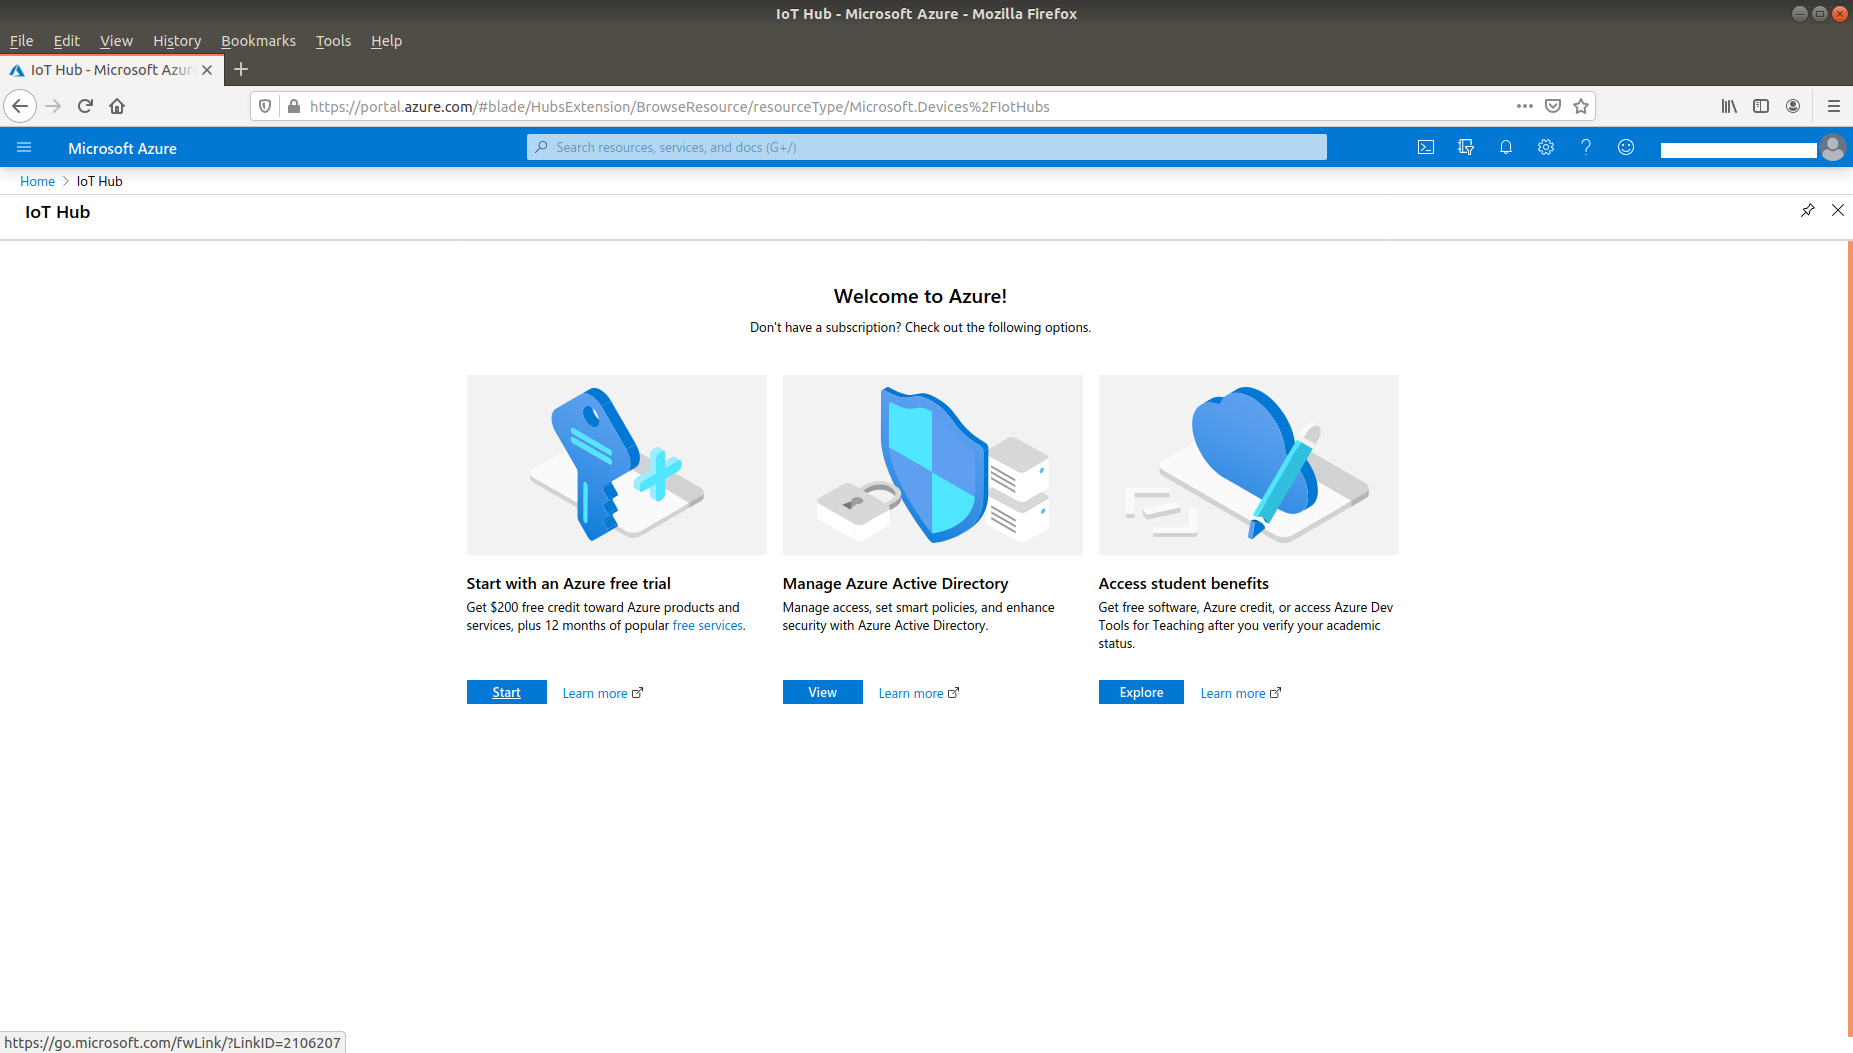 IoT Hub - Microsoft Azure - Mozilla Firefox
File Edit View History Bookmarks Tools Help
IoT Hub - Microsoft Azur
https://portal.azure.com/#blade/HubsExtension/BrowseResource/resourceType/Microsoft.Devices%2FIotHubs
Microsoft Azure
Search resources, services, and docs (G+/)
Home > IoT Hub
IoT Hub
Welcome to Azure!
Don't have a subscription? Check out the following options.
Start with an Azure free trial
Get $200 free credit toward Azure products and
services, plus 12 months of popular free services.
Start Learn more
Manage Azure Active Directory
Manage access, set smart policies, and enhance
security with Azure Active Directory.
View Learn more
Access student benefits
Get free software, Azure credit, or access Azure Dev
Tools for Teaching after you verify your academic
status.
Explore Learn more
https://go.microsoft.com/fwLink/?LinkID=2106207